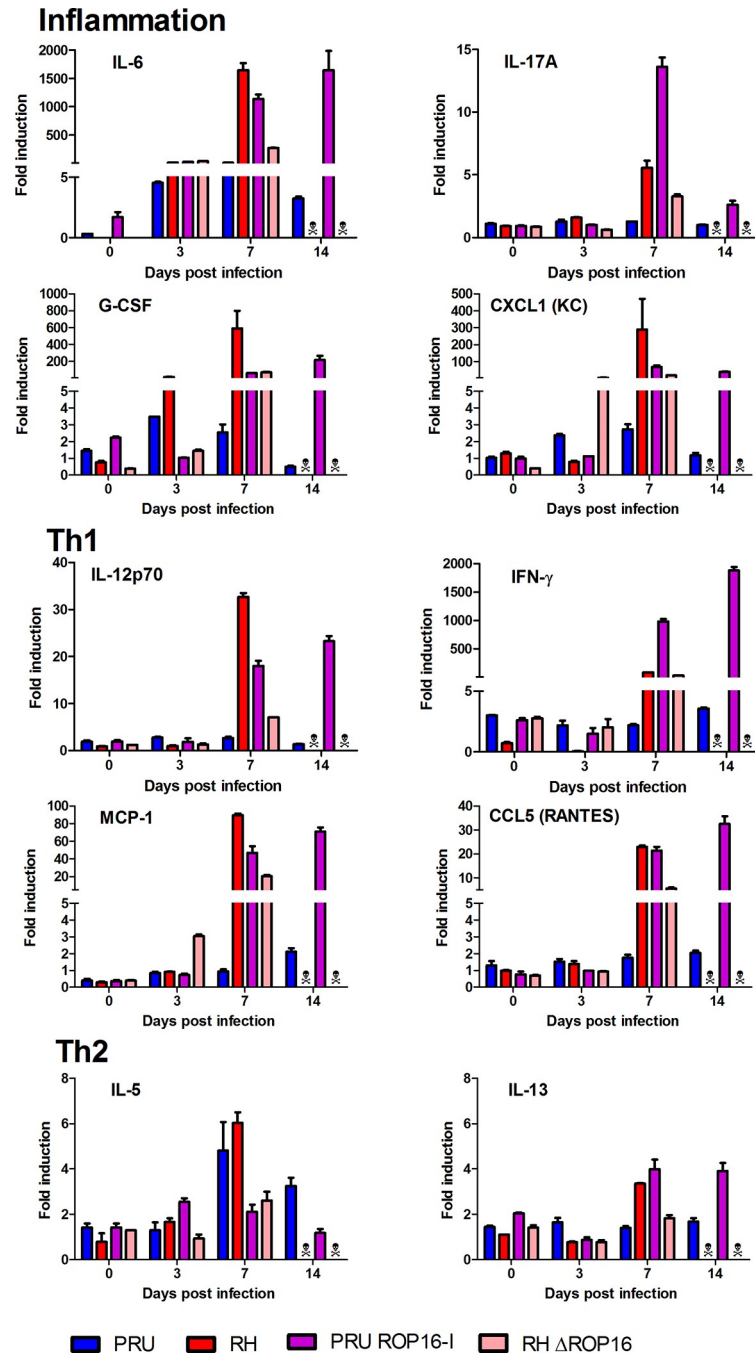 Inflammation
IL-6
Fold induction
2000
1500
1000
500
5
0
0 3 7 14
Days post infection
IL-17A
Fold induction
15
10
5
0
0 3 7 14
Days post infection
G-CSF
Fold induction
1000
800
600
400
200
5
4
3
2
1
0
0 3 7 14
Days post infection
CXCL1 (KC)
Fold induction
500
400
300
200
100
5
4
3
2
1
0
0 3 7 14
Days post infection
Th1
IL-12p70
Fold induction
40
30
20
10
0
0 3 7 14
Days post infection
IFN-γ
Fold induction
2000
1500
1000
500
5
0
0 3 7 14
Days post infection
MCP-1
Fold induction
100
80
60
40
20
5
4
3
2
1
0
0 3 7 14
Days post infection
CCL5 (RANTES)
Fold induction
40
30
20
10
5
4
3
2
1
0
0 3 7 14
Days post infection
Th2
IL-5
Fold induction
8
6
4
2
0
0 3 7 14
Days post infection
IL-13
Fold induction
8
6
4
2
0
0 3 7 14
Days post infection
PRU RH PRU ROP16-I RH ΔROP16